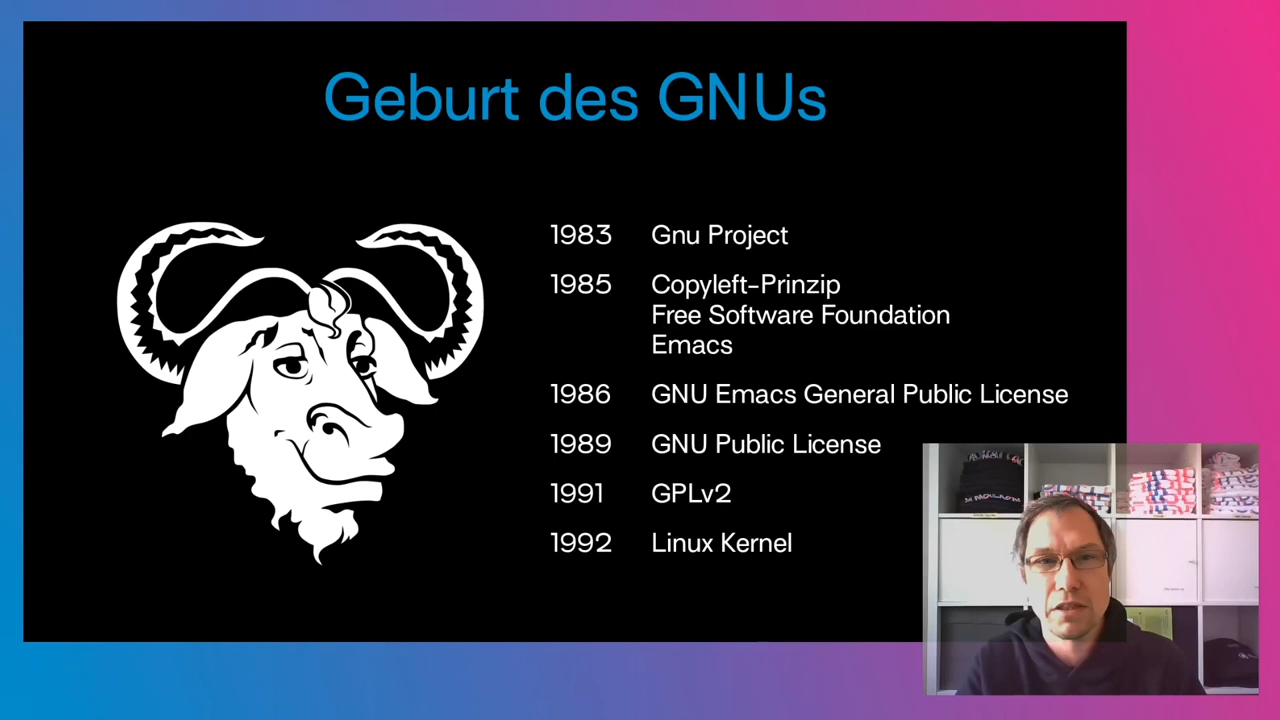 Geburt des GNUs
1983 Gnu Project
1985 Copyleft-Prinzip
Free Software Foundation
Emacs
1986 GNU Emacs General Public License
1989 GNU Public License
1991 GPLv2
1992 Linux Kernel